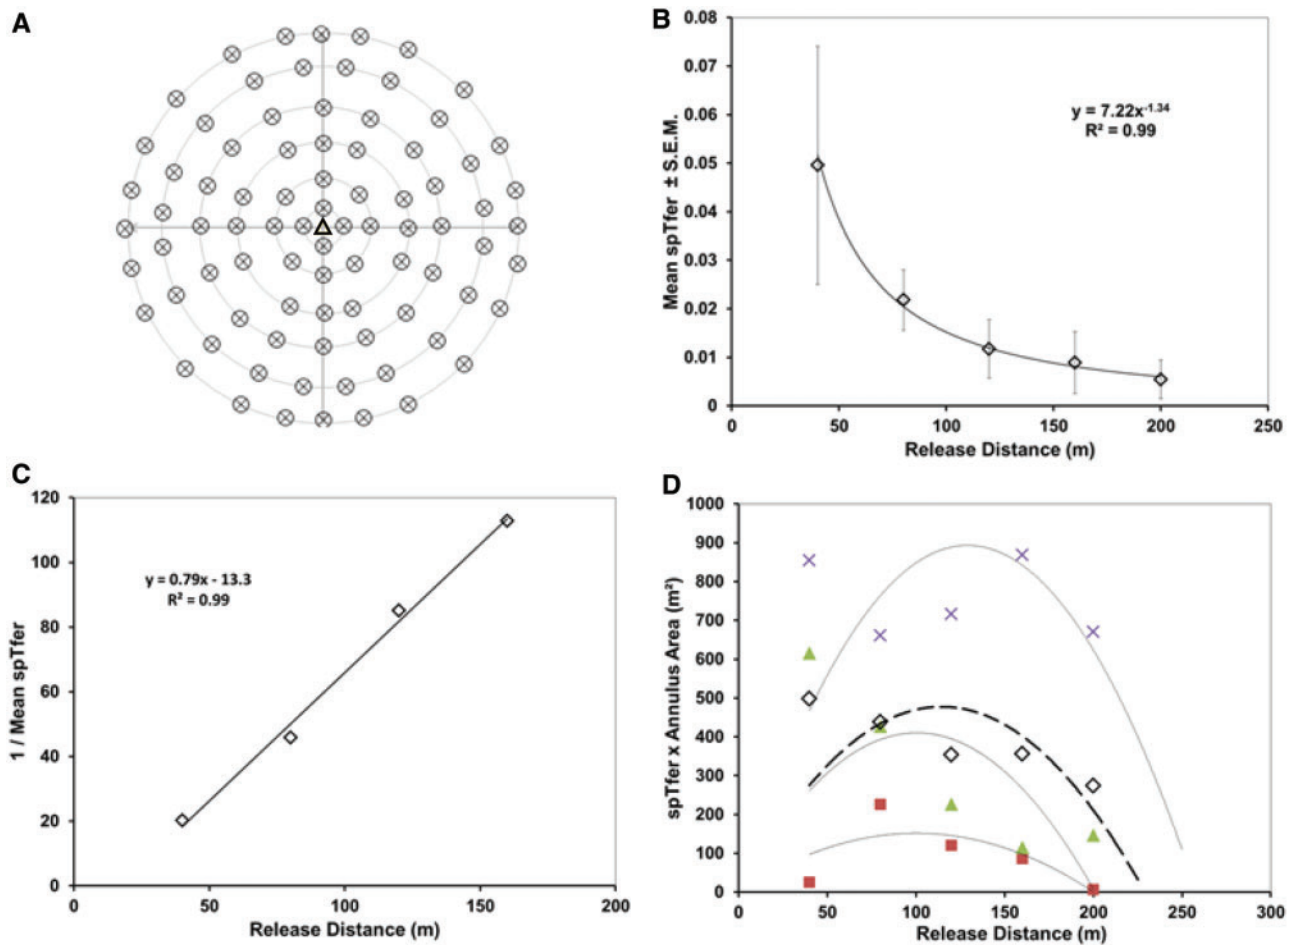 A
B
0.08
0.07
0.06
0.05
0.04
0.03
0.02
0.01
0
Mean spTfer ± S.E.M.
y = 7.22x^-1.34
R² = 0.99
0 50 100 150 200 250
Release Distance (m)
C
120
100
80
60
40
20
0
1 / Mean spTfer
y = 0.79x - 13.3
R² = 0.99
0 50 100 150 200
Release Distance (m)
D
1000
900
800
700
600
500
400
300
200
100
0
spTfer x Annulus Area (m²)
0 50 100 150 200 250 300
Release Distance (m)